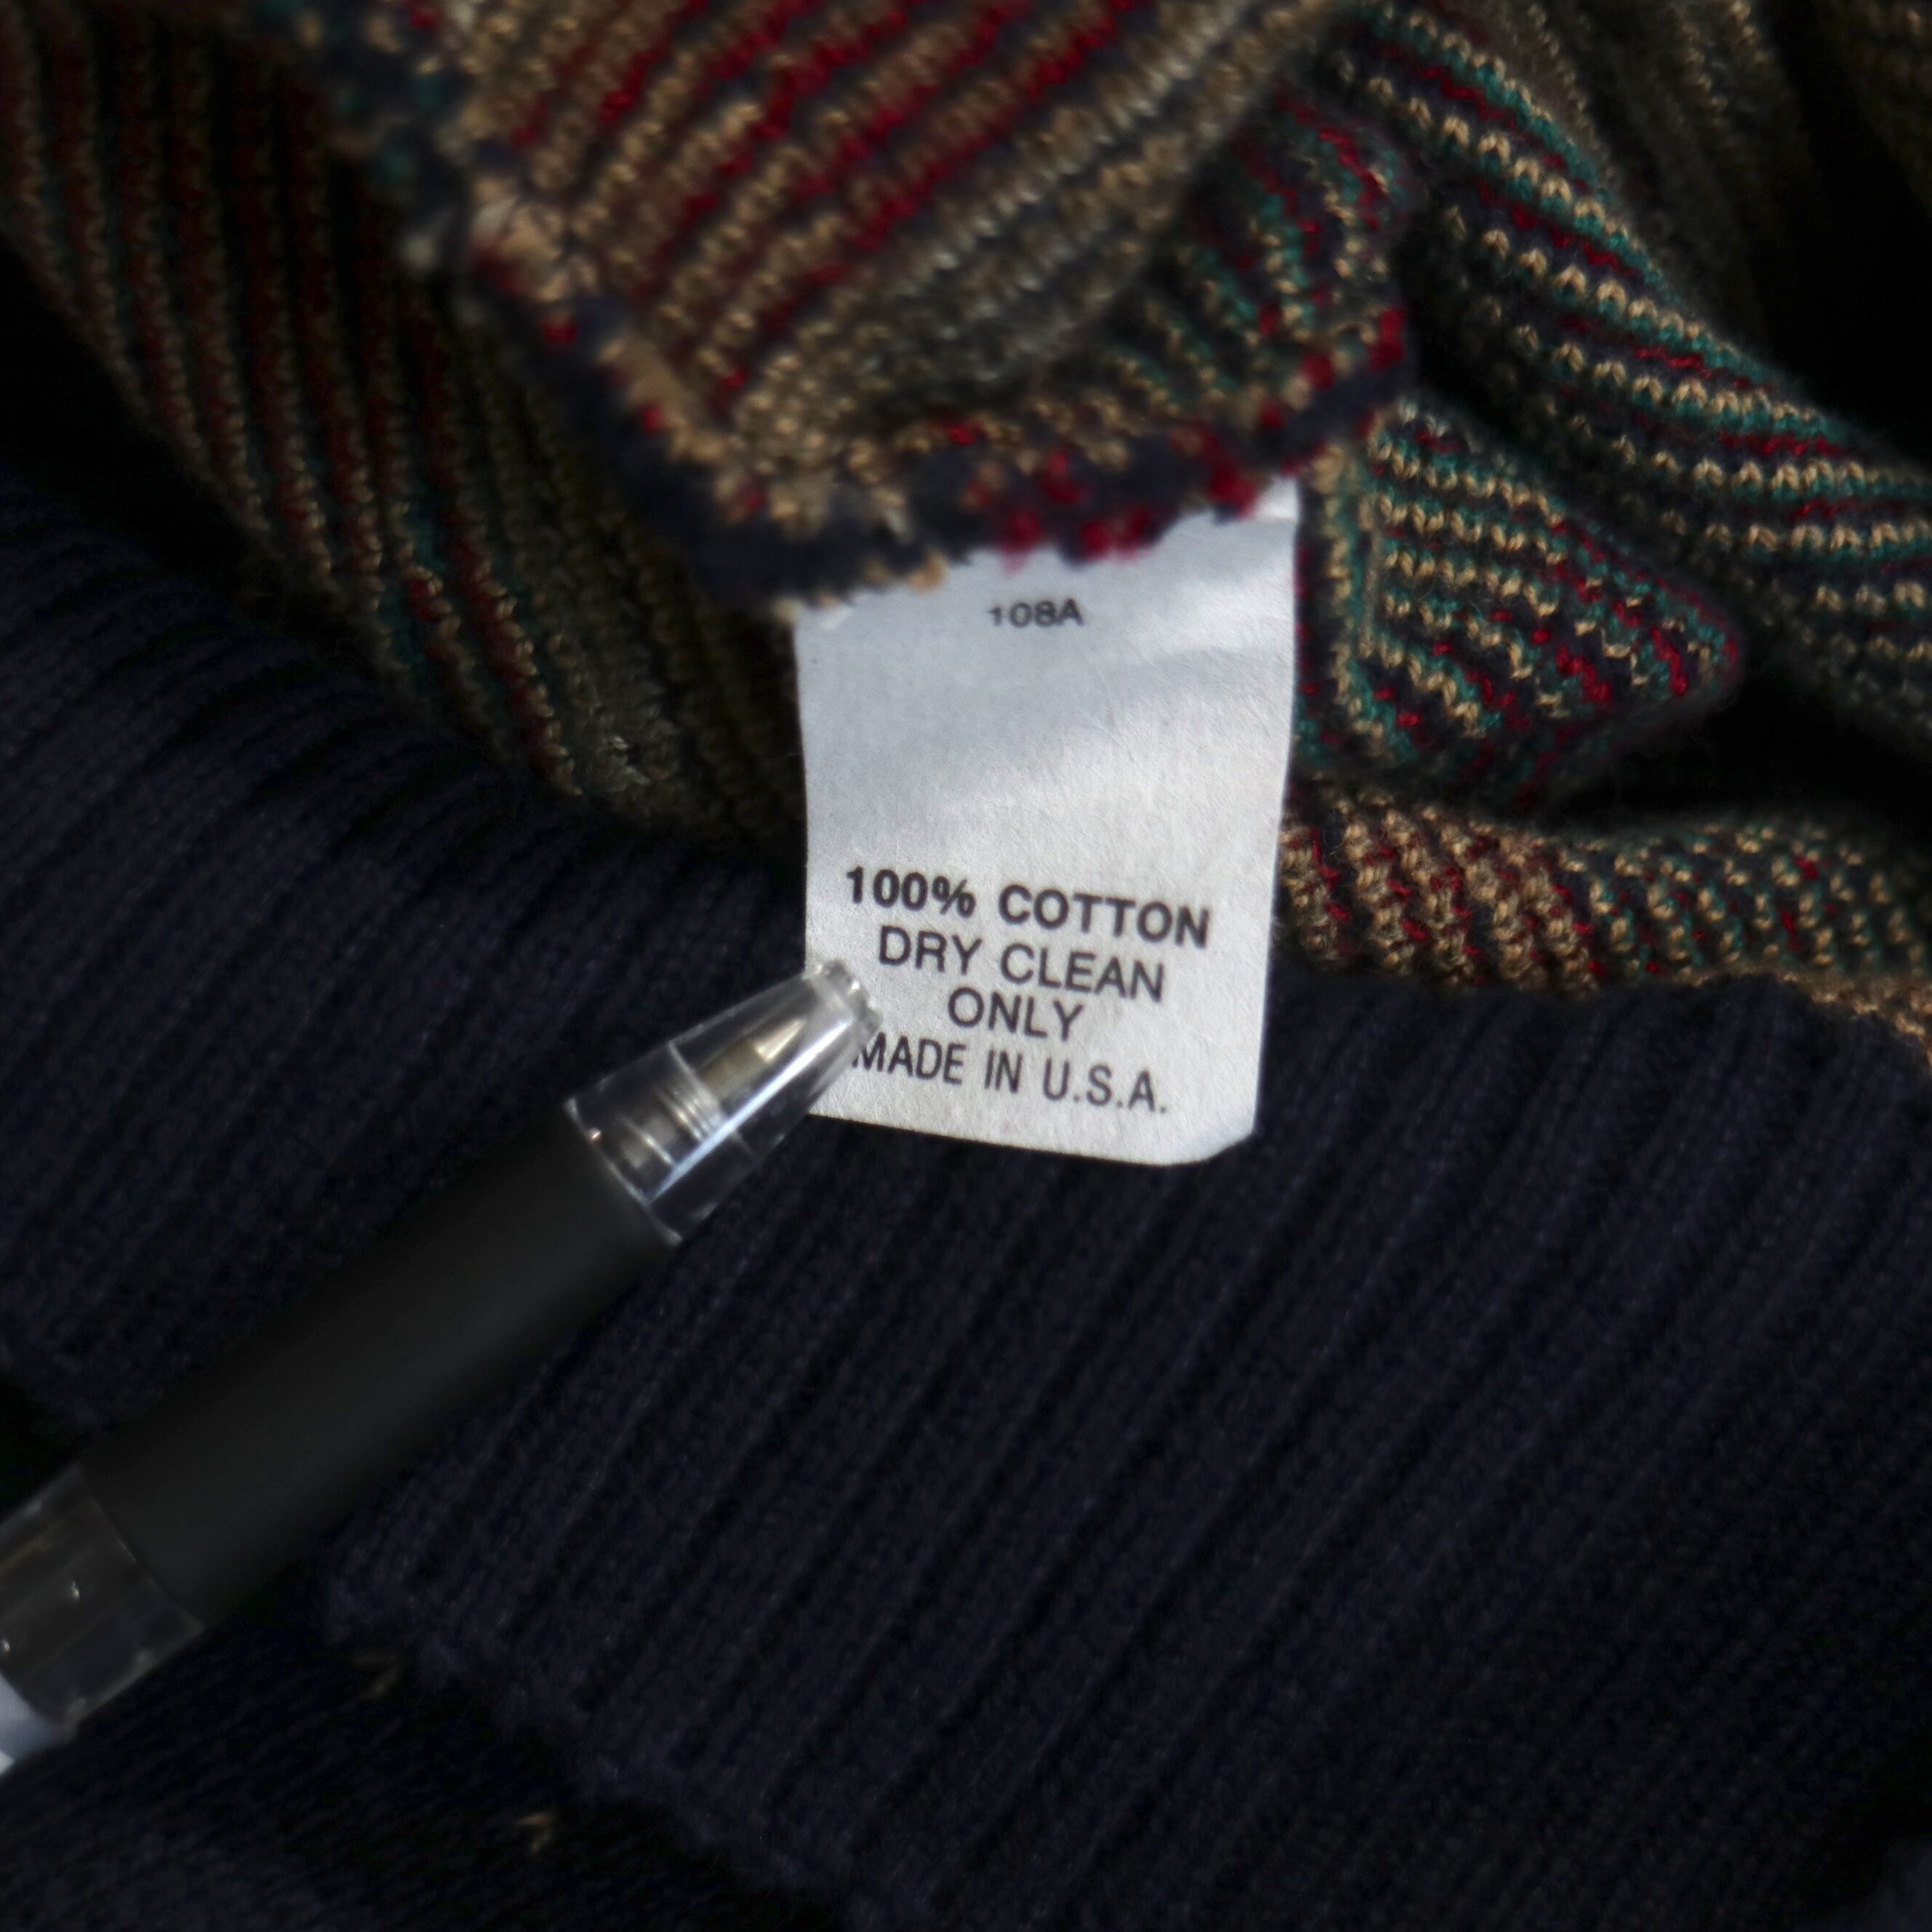 108A
100% COTTON
DRY CLEAN
ONLY
MADE IN U.S.A.